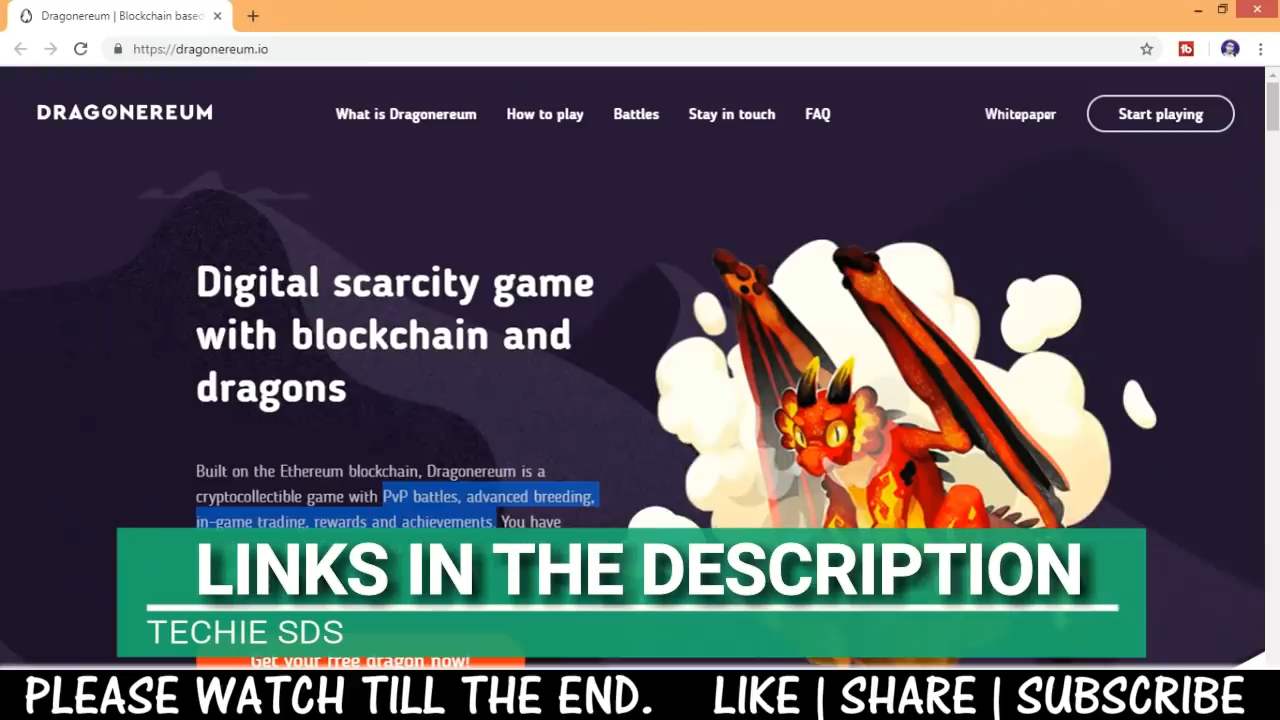 Dragonereum | Blockchain based
https://dragonereum.io
DRAGONEREUM
What is Dragonereum How to play Battles Stay in touch FAQ Whitepaper Start playing
Digital scarcity game
with blockchain and
dragons
Built on the Ethereum blockchain, Dragonereum is a
cryptocollectible game with PvP battles, advanced breeding,
in-game trading, rewards and achievements. You have
LINKS IN THE DESCRIPTION
TECHIE SDS
Get your free dragon now!
PLEASE WATCH TILL THE END. LIKE | SHARE | SUBSCRIBE